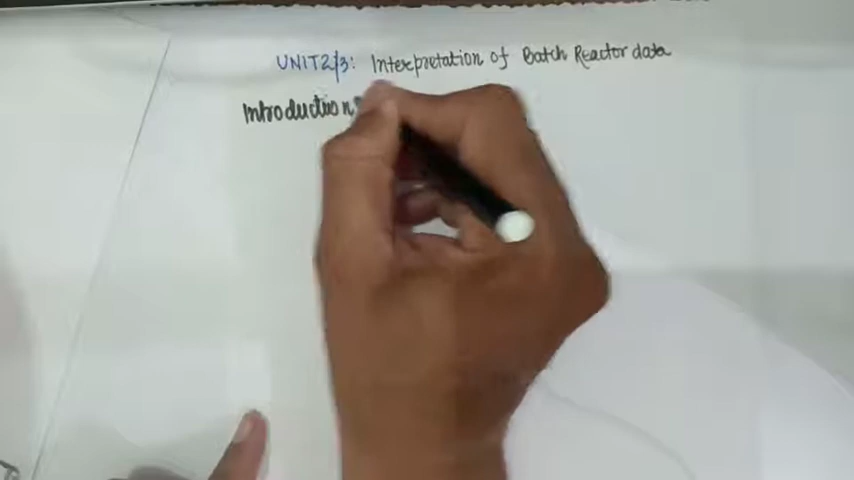 UNIT2/3: Interpretation of Batch Reactor data
Introduction